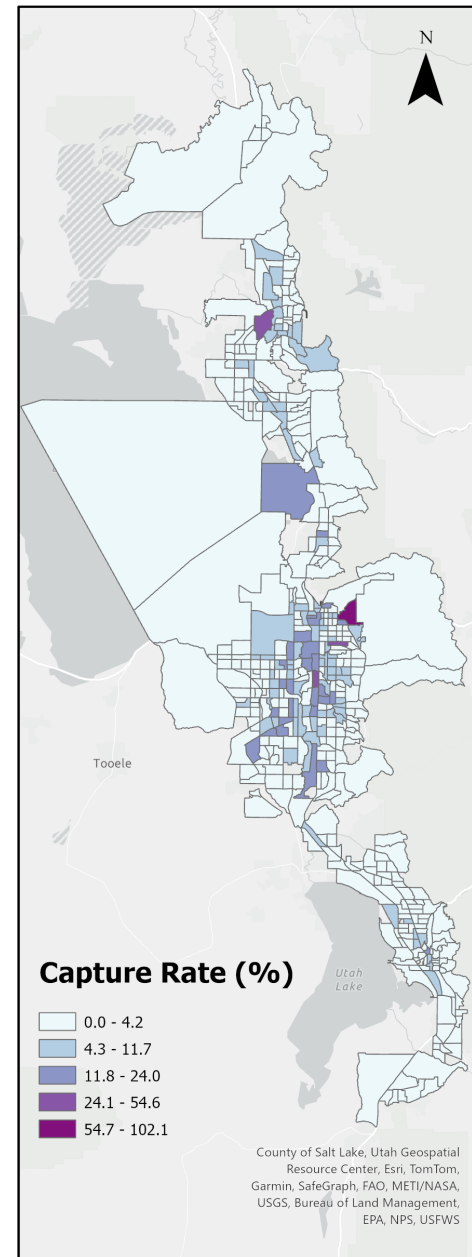 N
Tooele
Utah
Lake
Capture Rate (%)
0.0 - 4.2
4.3 - 11.7
11.8 - 24.0
24.1 - 54.6
54.7 - 102.1
County of Salt Lake, Utah Geospatial
Resource Center, Esri, TomTom,
Garmin, SafeGraph, FAO, METI/NASA,
USGS, Bureau of Land Management,
EPA, NPS, USFWS